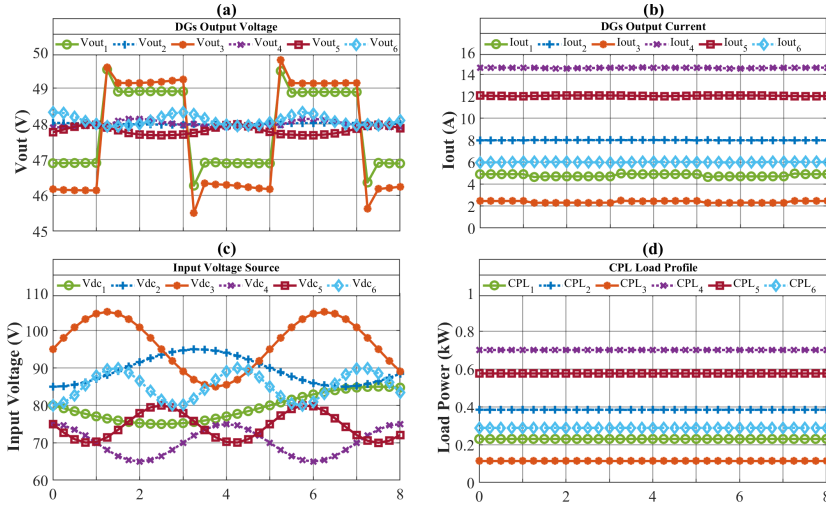 (a)
DGs Output Voltage
Vout1 Vout2 Vout3 Vout4 Vout5 Vout6
50
49
48
47
46
45
Vout (V)
(b)
DGs Output Current
Iout1 Iout2 Iout3 Iout4 Iout5 Iout6
16
14
12
10
8
6
4
2
0
Iout (A)
(c)
Input Voltage Source
Vdc1 Vdc2 Vdc3 Vdc4 Vdc5 Vdc6
110
100
90
80
70
60
Input Voltage (V)
0 2 4 6 8
(d)
CPL Load Profile
CPL1 CPL2 CPL3 CPL4 CPL5 CPL6
1
0.8
0.6
0.4
0.2
0
Load Power (kW)
0 2 4 6 8